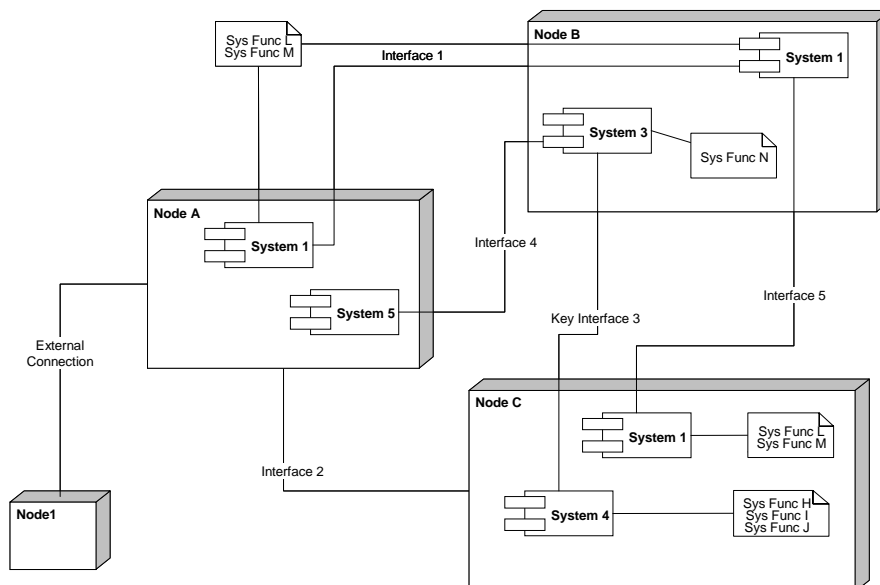 Sys Func L
Sys Func M
Node B
System 1
Interface 1
System 3
Sys Func N
Node A
System 1
Interface 4
System 5
Interface 5
Key Interface 3
External
Connection
Node C
System 1
Sys Func L
Sys Func M
Interface 2
System 4
Sys Func H
Sys Func I
Sys Func J
Node1